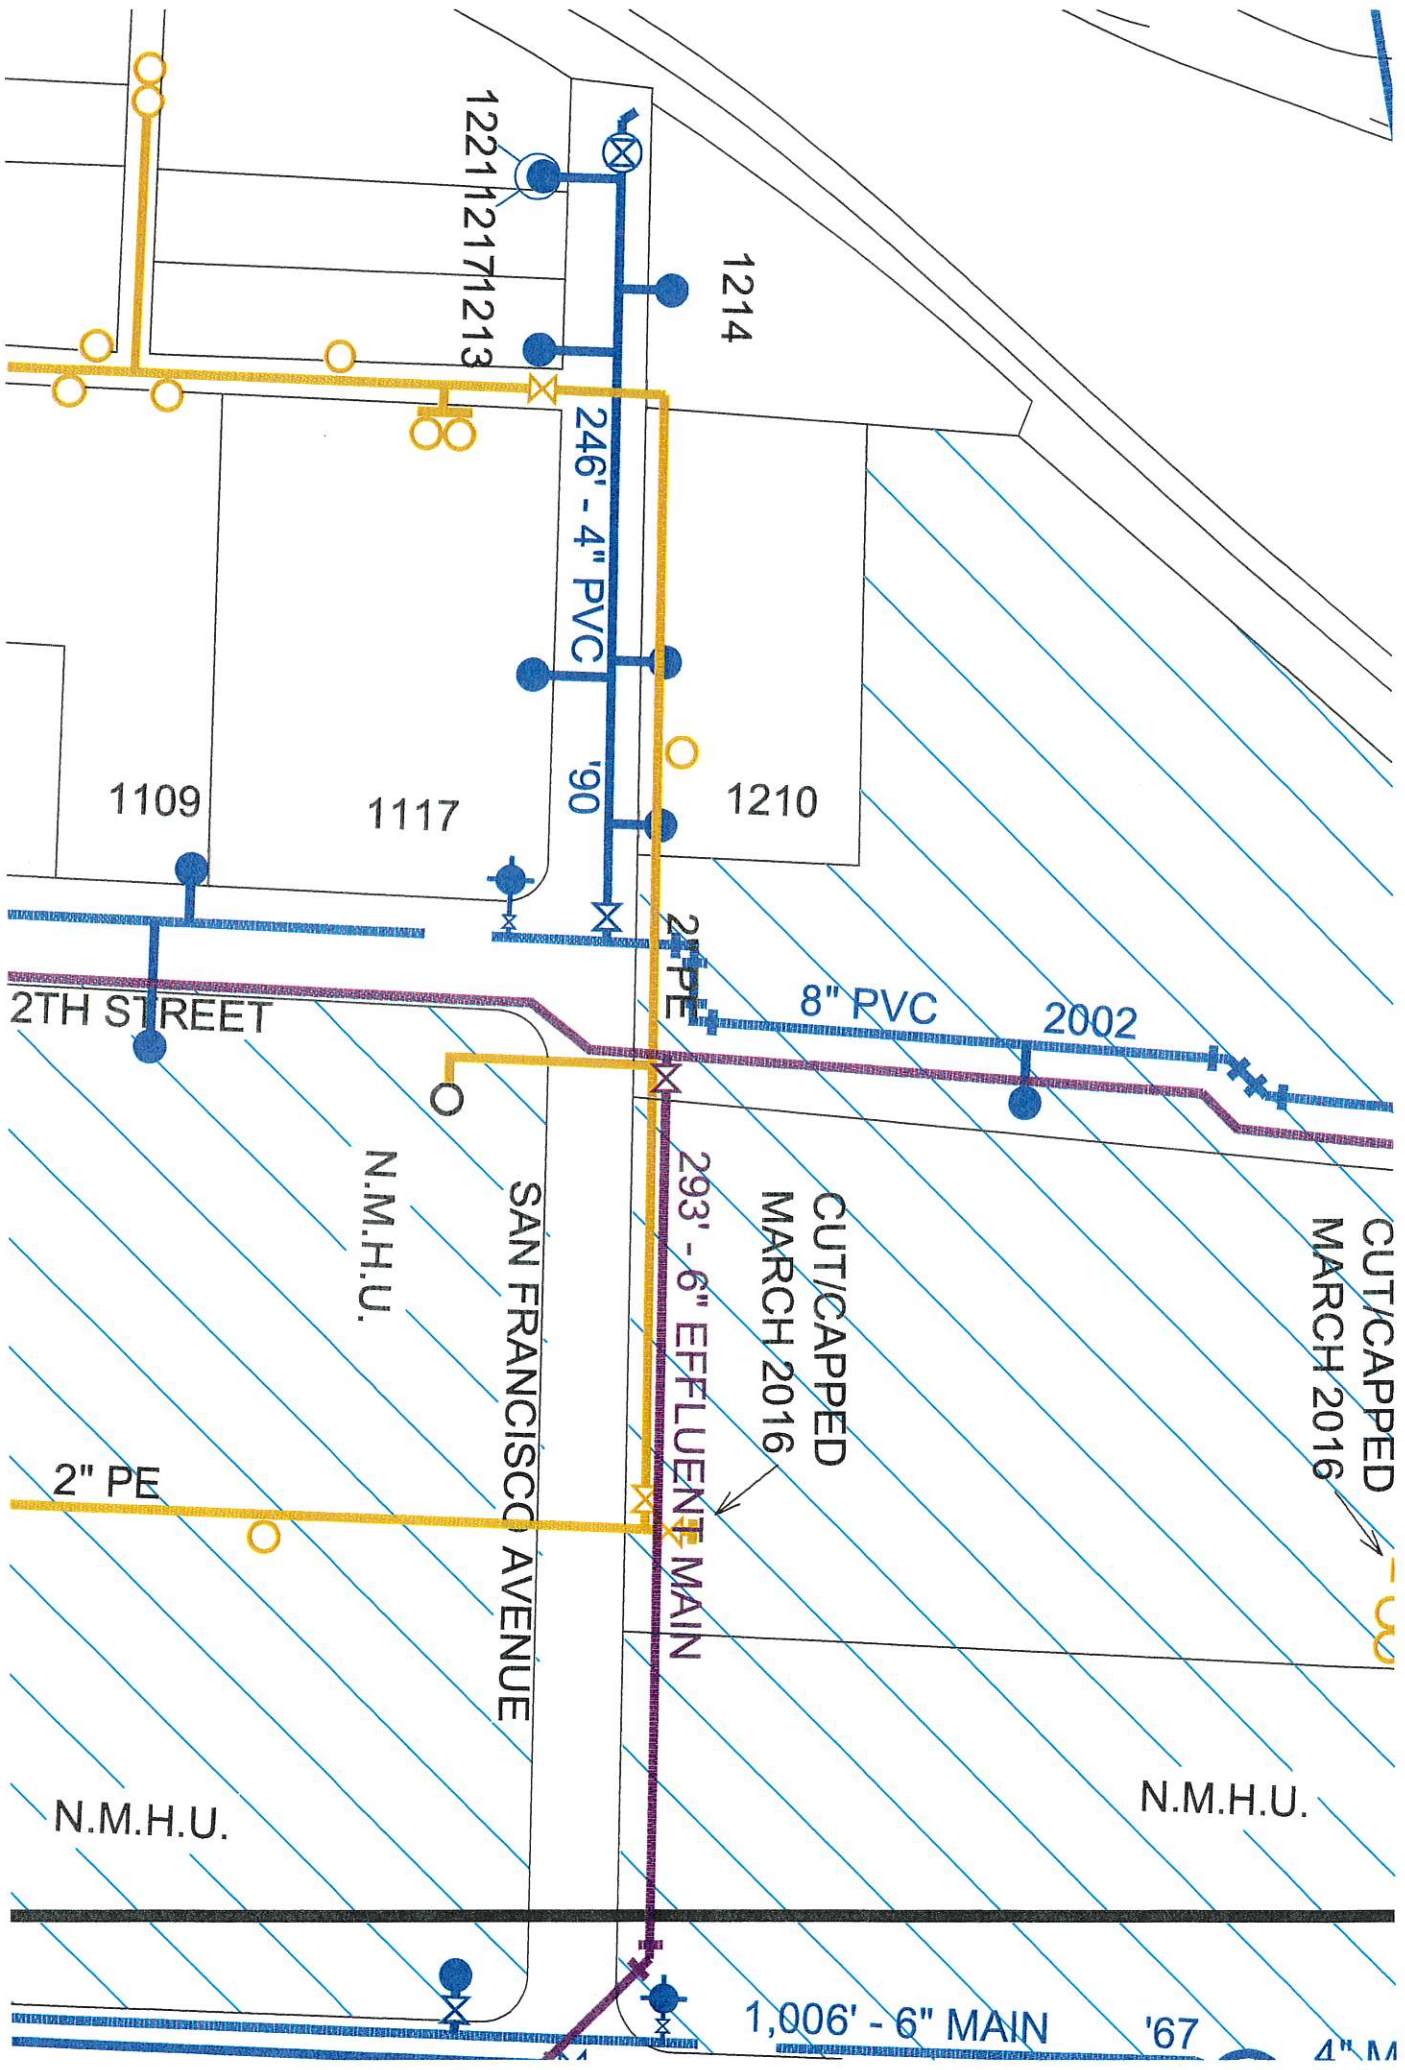 1221
1217
1213
1214
246' - 4" PVC '90
1109
1117
1210
2" PE
8" PVC 2002
2TH STREET
293' - 6" EFFLUENT MAIN
CUT/CAPPED
MARCH 2016
CUT/CAPPED
MARCH 2016
N.M.H.U.
SAN FRANCISCO AVENUE
2" PE
N.M.H.U.
N.M.H.U.
1,006' - 6" MAIN '67
4" M